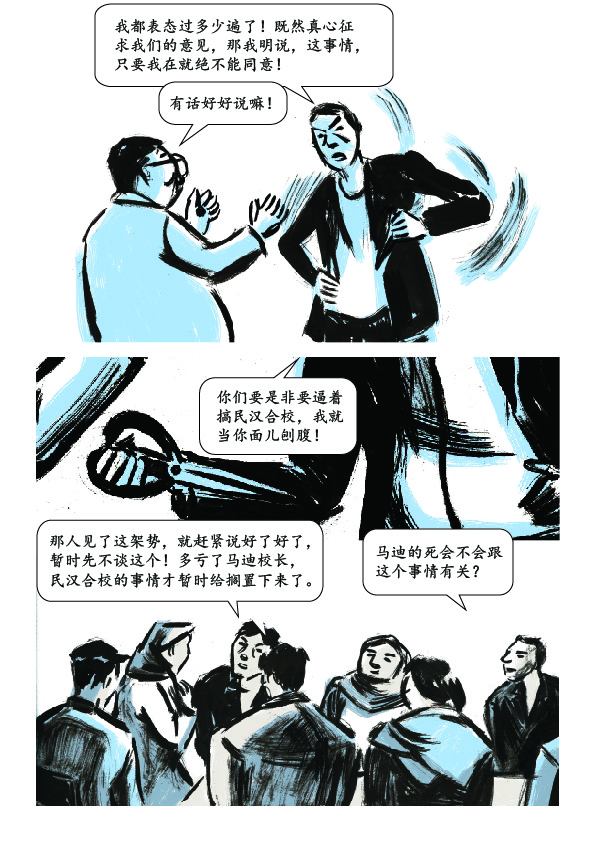 我都表态过多少遍了！既然真心征
求我们的意见，那我明说，这事情，
只要我在就绝不能同意！
有话好好说嘛！
你们要是非要逼着
搞民汉合校，我就
当你面儿刨腹！
那人见了这架势，就赶紧说好了好了，
暂时先不谈这个！多亏了马迪校长，
民汉合校的事情才暂时给搁置下来了。
马迪的死会不会跟
这个事情有关？